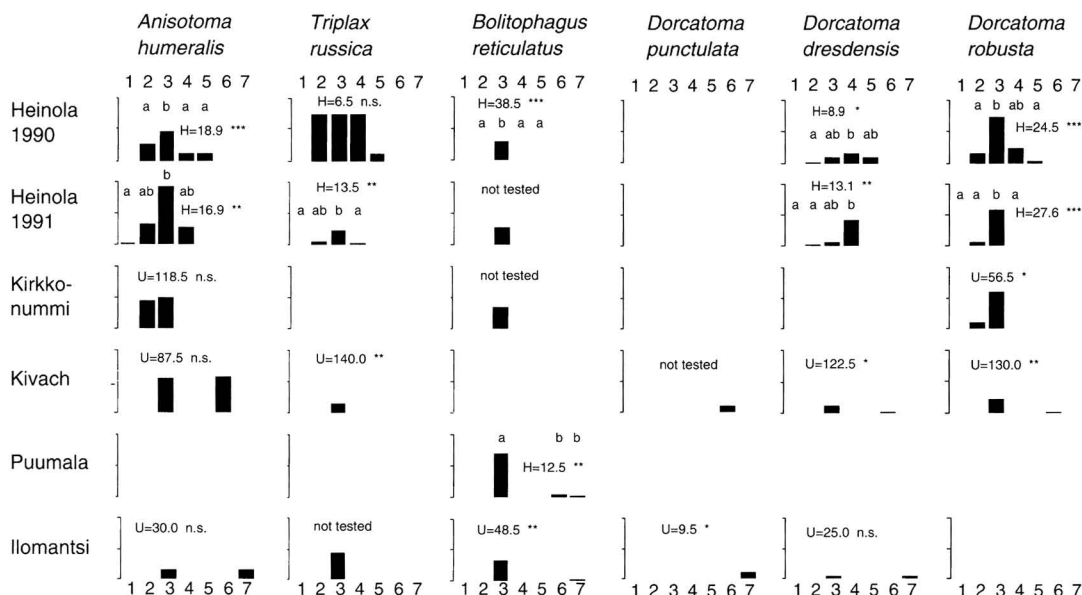 Anisotoma humeralis
Triplax russica
Bolitophagus reticulatus
Dorcatoma punctulata
Dorcatoma dresdensis
Dorcatoma robusta
1 2 3 4 5 6 7
1 2 3 4 5 6 7
1 2 3 4 5 6 7
1 2 3 4 5 6 7
1 2 3 4 5 6 7
1 2 3 4 5 6 7
Heinola 1990
a b a a
H=18.9 ***
H=6.5 n.s.
H=38.5 ***
a b a a
H=8.9 *
a ab b ab
a b ab a
H=24.5 ***
Heinola 1991
a ab b ab
H=16.9 **
H=13.5 **
a ab b a
not tested
H=13.1 **
a a ab b
a a b a
H=27.6 ***
Kirkko-
nummi
U=118.5 n.s.
not tested
U=56.5 *
Kivach
U=87.5 n.s.
U=140.0 **
not tested
U=122.5 *
U=130.0 **
Puumala
a b b
H=12.5 **
Ilomantsi
U=30.0 n.s.
not tested
U=48.5 **
U=9.5 *
U=25.0 n.s.
1 2 3 4 5 6 7
1 2 3 4 5 6 7
1 2 3 4 5 6 7
1 2 3 4 5 6 7
1 2 3 4 5 6 7
1 2 3 4 5 6 7